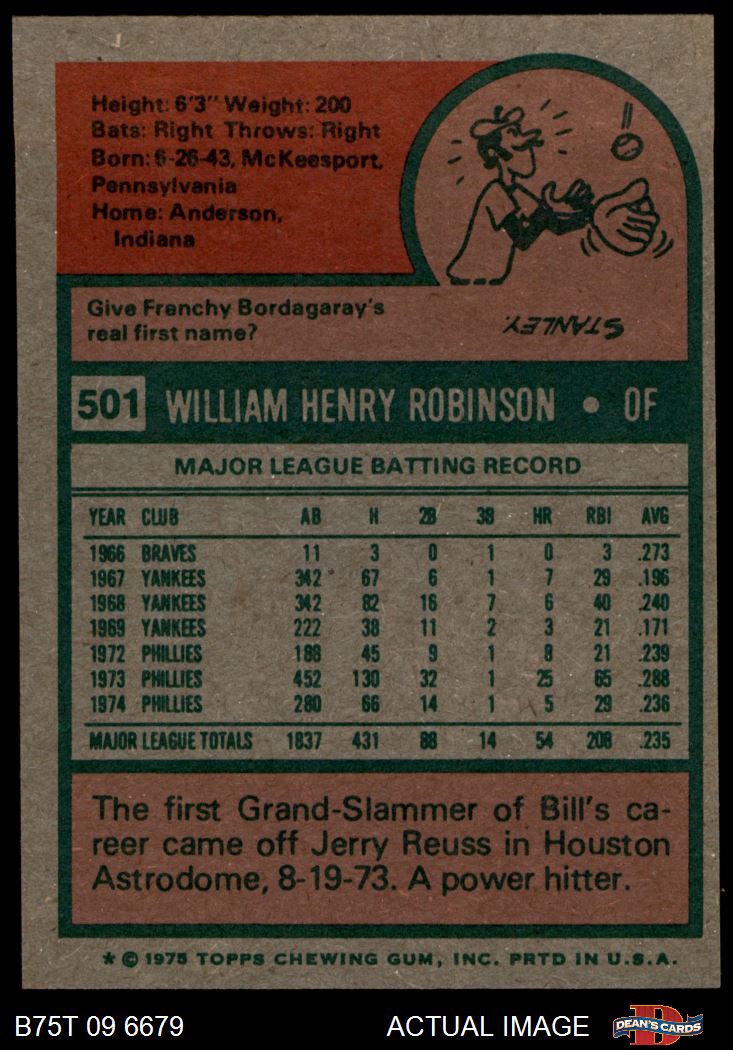 Height: 6'3" Weight: 200
Bats: Right Throws: Right
Born: 6-26-43, McKeesport,
Pennsylvania
Home: Anderson,
Indiana
Give Frenchy Bordagaray's
real first name?
STANLEY.
501 WILLIAM HENRY ROBINSON • OF
MAJOR LEAGUE BATTING RECORD
YEAR CLUB AB H 2B 3B HR RBI AVG
1966 BRAVES 11 3 0 1 0 3 .273
1967 YANKEES 342 67 6 1 7 29 .196
1968 YANKEES 342 82 16 7 6 40 .240
1969 YANKEES 222 38 11 2 3 21 .171
1972 PHILLIES 188 45 9 1 8 21 .239
1973 PHILLIES 452 130 32 1 25 65 .288
1974 PHILLIES 280 66 14 1 5 29 .236
MAJOR LEAGUE TOTALS 1837 431 88 14 54 208 .235
The first Grand-Slammer of Bill's ca-
reer came off Jerry Reuss in Houston
Astrodome, 8-19-73. A power hitter.
* © 1975 TOPPS CHEWING GUM, INC. PRTD IN U.S.A.
B75T 09 6679 ACTUAL IMAGE DEAN'S CARDS